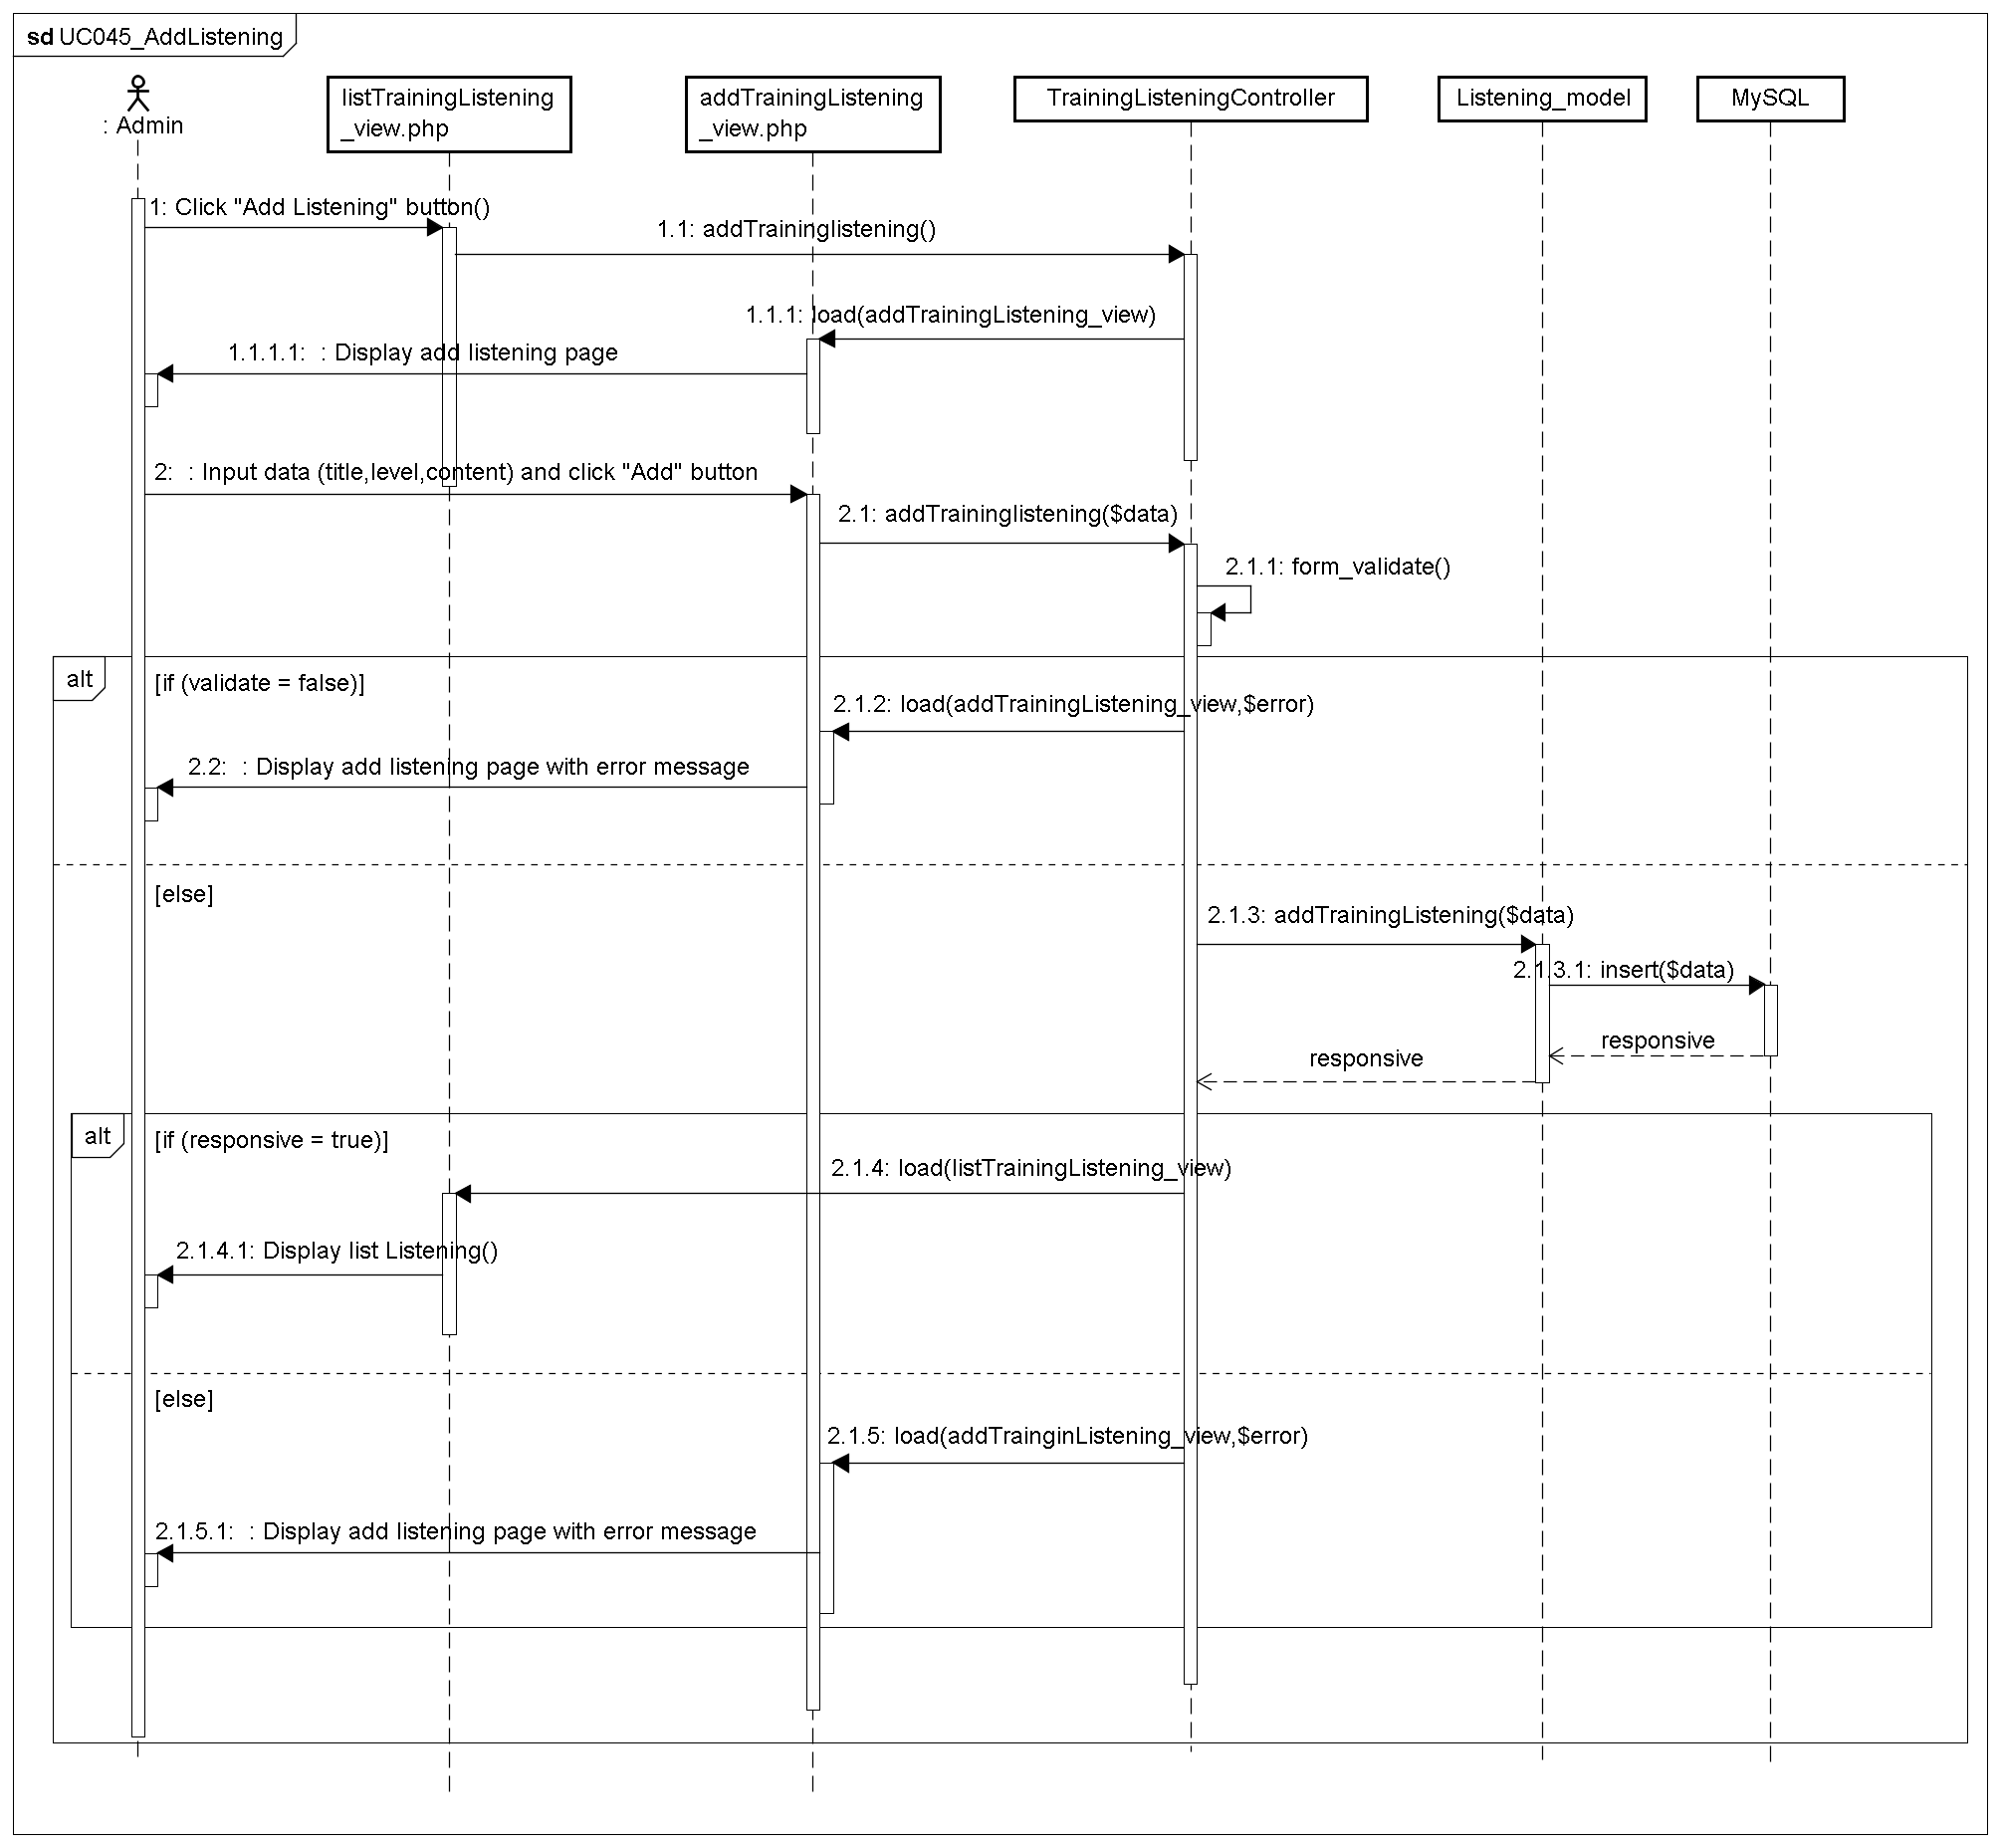 sd UC045_AddListening
: Admin
listTrainingListening
_view.php
addTrainingListening
_view.php
TrainingListeningController
Listening_model
MySQL
1: Click "Add Listening" button()
1.1: addTraininglistening()
1.1.1: load(addTrainingListening_view)
1.1.1.1:  : Display add listening page
2:  : Input data (title,level,content) and click "Add" button
2.1: addTraininglistening($data)
2.1.1: form_validate()
alt
[if (validate = false)]
2.1.2: load(addTrainingListening_view,$error)
2.2:  : Display add listening page with error message
[else]
2.1.3: addTrainingListening($data)
2.1.3.1: insert($data)
responsive
responsive
alt
[if (responsive = true)]
2.1.4: load(listTrainingListening_view)
2.1.4.1: Display list Listening()
[else]
2.1.5: load(addTrainginListening_view,$error)
2.1.5.1:  : Display add listening page with error message